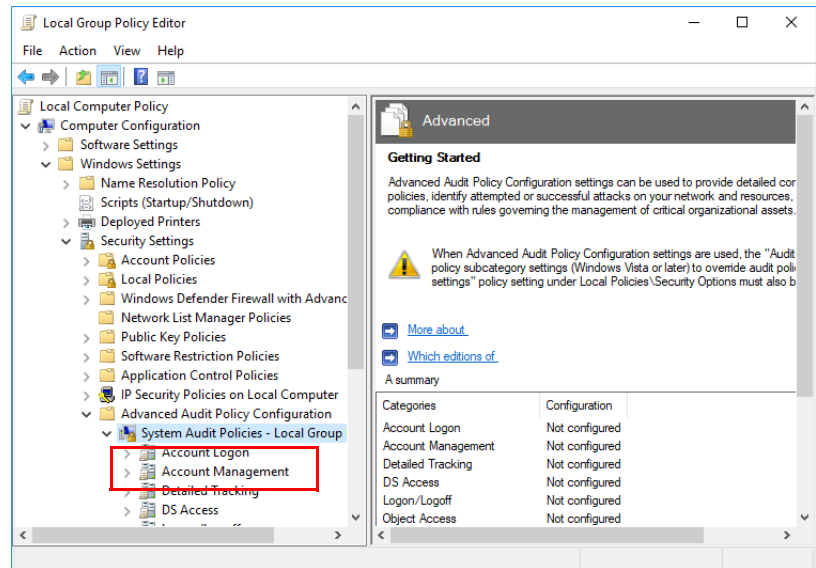 Local Group Policy Editor
File Action View Help
Local Computer Policy
Computer Configuration
Software Settings
Windows Settings
Name Resolution Policy
Scripts (Startup/Shutdown)
Deployed Printers
Security Settings
Account Policies
Local Policies
Windows Defender Firewall with Advanc
Network List Manager Policies
Public Key Policies
Software Restriction Policies
Application Control Policies
IP Security Policies on Local Computer
Advanced Audit Policy Configuration
System Audit Policies - Local Group
Account Logon
Account Management
Detailed Tracking
DS Access
Advanced
Getting Started
Advanced Audit Policy Configuration settings can be used to provide detailed con
policies, identify attempted or successful attacks on your network and resources,
compliance with rules governing the management of critical organizational assets.
When Advanced Audit Policy Configuration settings are used, the "Audit
policy subcategory settings (Windows Vista or later) to override audit poli
settings" policy setting under Local Policies\Security Options must also b
More about
Which editions of
A summary
Categories Configuration
Account Logon Not configured
Account Management Not configured
Detailed Tracking Not configured
DS Access Not configured
Logon/Logoff Not configured
Object Access Not configured